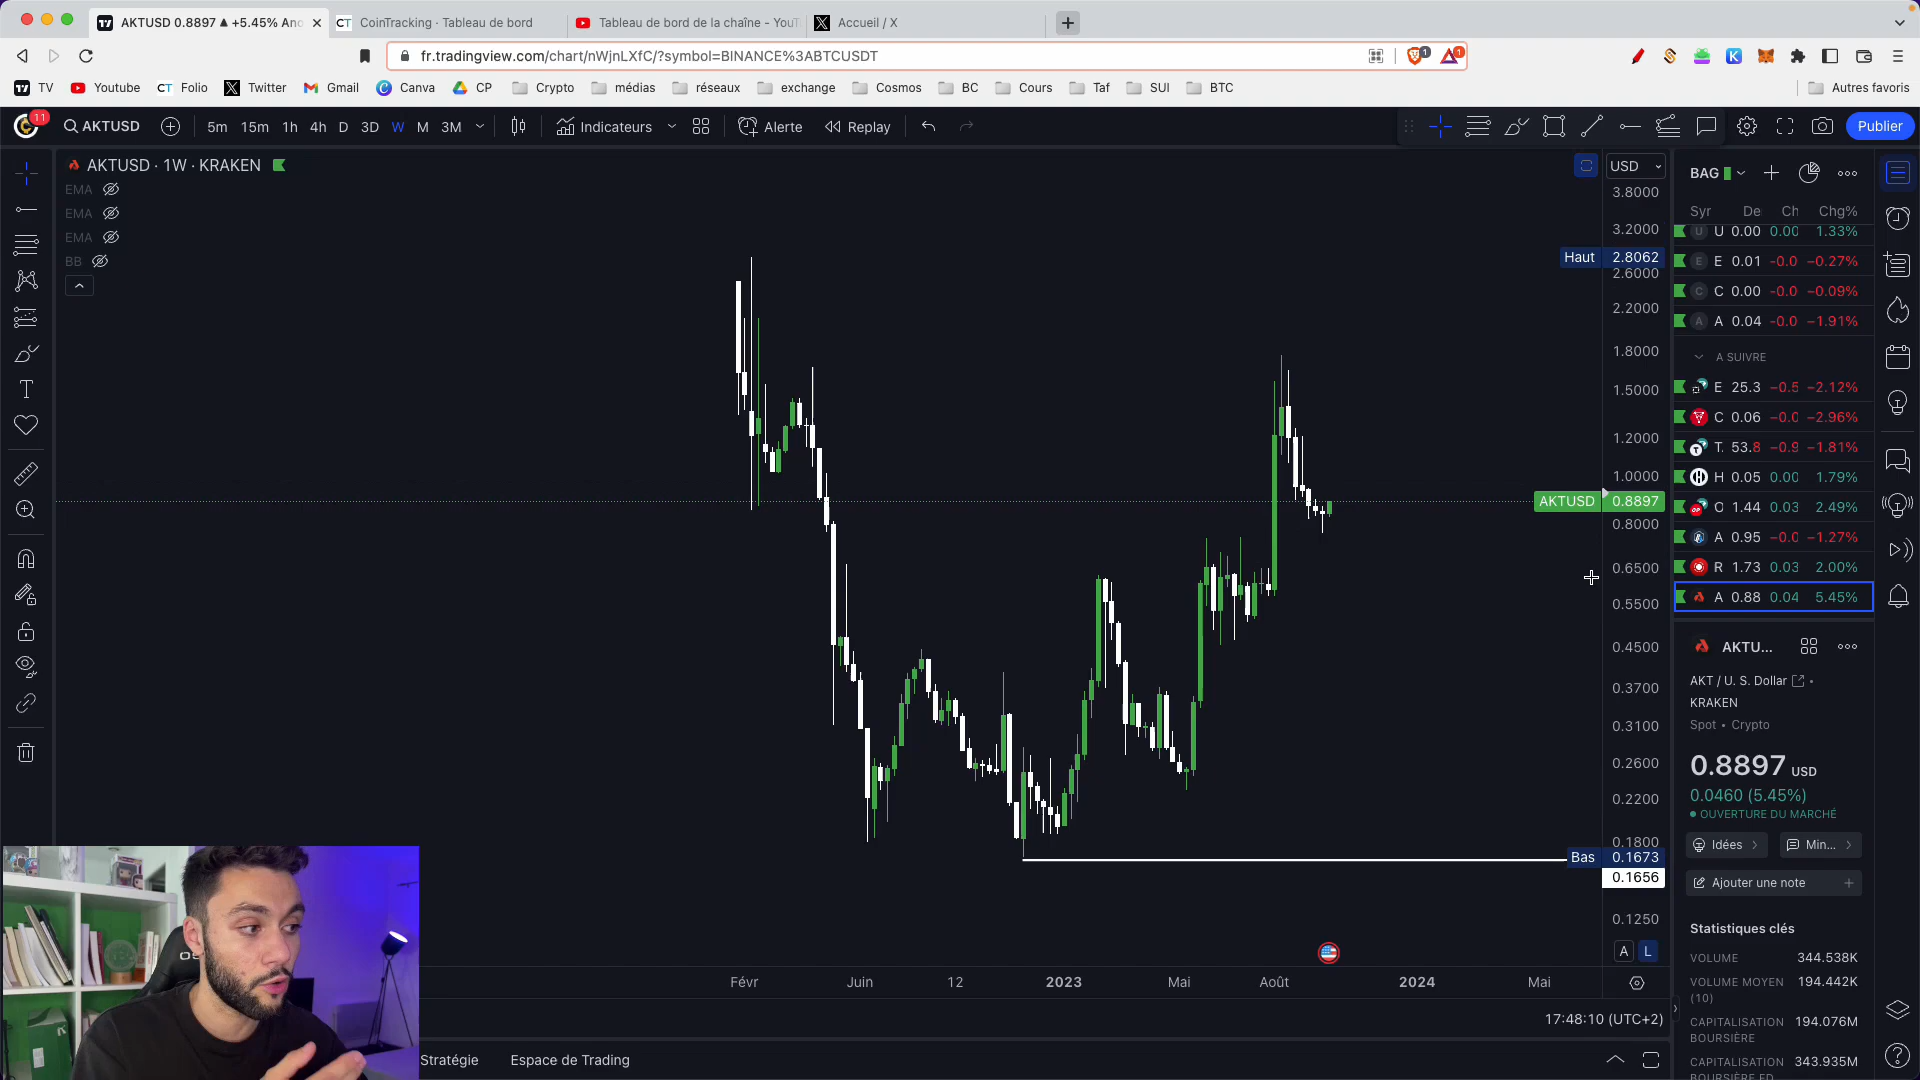 AKTUSD 0.8897 ▲ +5.45% Ano
CoinTracking · Tableau de bord
Tableau de bord de la chaîne - YouT
Accueil / X
fr.tradingview.com/chart/nWjnLXfC/?symbol=BINANCE%3ABTCUSDT
1
1
TV
Youtube
CT Folio
Twitter
Gmail
Canva
CP
Crypto
médias
réseaux
exchange
Cosmos
BC
Cours
Taf
SUI
BTC
Autres favoris
11
AKTUSD
5m 15m 1h 4h D 3D W M 3M
Indicateurs
Alerte
Replay
Publier
AKTUSD · 1W · KRAKEN
EMA
EMA
EMA
BB
USD
3.8000
3.2000
Haut 2.8062
2.6000
2.2000
1.8000
1.5000
1.2000
1.0000
AKTUSD 0.8897
0.8000
0.6500
0.5500
0.4500
0.3700
0.3100
0.2600
0.2200
0.1800
Bas 0.1673
0.1656
0.1250
A L
Févr Juin 12 2023 Mai Août 2024 Mai
17:48:10 (UTC+2)
Stratégie
Espace de Trading
BAG
Syr De Ch Chg%
U 0.00 0.00 1.33%
E 0.01 -0.0 -0.27%
C 0.00 -0.0 -0.09%
A 0.04 -0.0 -1.91%
A SUIVRE
E 25.3 -0.5 -2.12%
C 0.06 -0.0 -2.96%
T. 53.8 -0.9 -1.81%
H 0.05 0.00 1.79%
O 1.44 0.03 2.49%
A 0.95 -0.0 -1.27%
R 1.73 0.03 2.00%
A 0.88 0.04 5.45%
AKTU...
AKT / U. S. Dollar
KRAKEN
Spot • Crypto
0.8897 USD
0.0460 (5.45%)
OUVERTURE DU MARCHÉ
Idées
Min...
Ajouter une note
Statistiques clés
VOLUME 344.538K
VOLUME MOYEN (10) 194.442K
CAPITALISATION BOURSIÈRE 194.076M
CAPITALISATION 343.935M